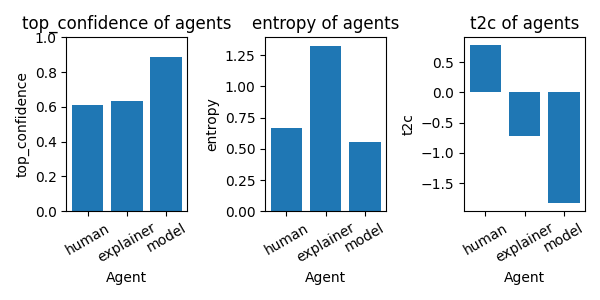 top_confidence of agents
entropy of agents
t2c of agents
top_confidence
1.0
0.8
0.6
0.4
0.2
0.0
human
explainer
model
Agent
entropy
1.25
1.00
0.75
0.50
0.25
0.00
human
explainer
model
Agent
t2c
0.5
0.0
−0.5
−1.0
−1.5
human
explainer
model
Agent